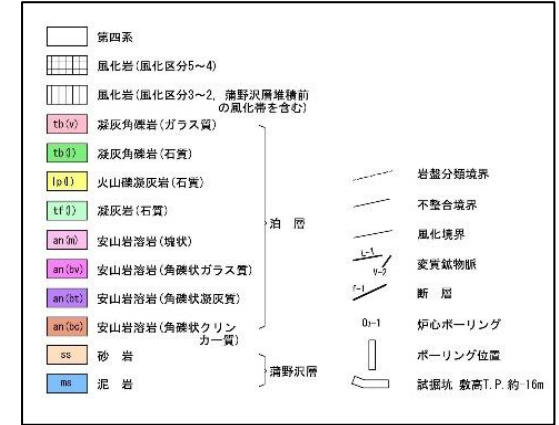 第四系
風化岩(風化区分5~4)
風化岩(風化区分3~2, 蒲野沢層堆積前
の風化帯を含む)
tb(v) 凝灰角礫岩(ガラス質)
tb(l) 凝灰角礫岩(石質)
lp(l) 火山礫凝灰岩(石質)
tf(l) 凝灰岩(石質)
an(m) 安山岩溶岩(塊状)
an(bv) 安山岩溶岩(角礫状ガラス質)
an(bt) 安山岩溶岩(角礫状凝灰質)
an(bc) 安山岩溶岩(角礫状クリン
カー質)
泊 層
ss 砂 岩
ms 泥 岩
蒲野沢層
岩盤分類境界
不整合境界
風化境界
L-1
V-2
変質鉱物脈
f-1 断 層
O₂-1 炉心ボーリング
ボーリング位置
試掘坑 敷高T.P.約-16m